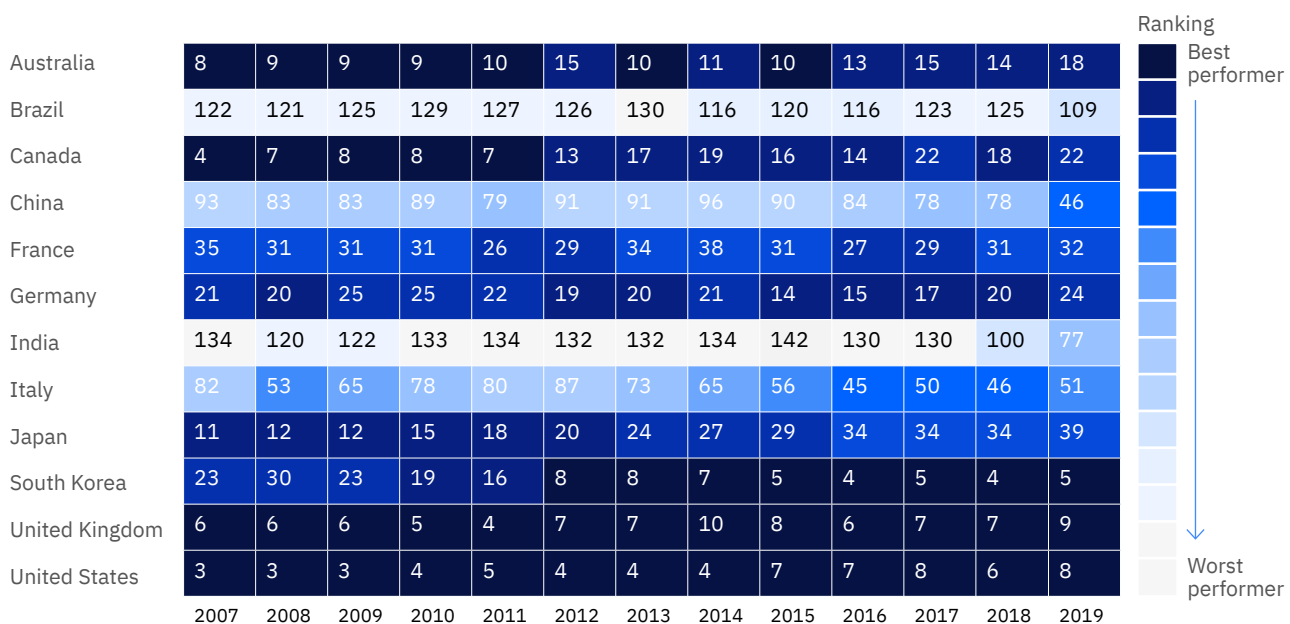 Ranking
Best
performer
Australia 8 9 9 9 10 15 10 11 10 13 15 14 18
Brazil 122 121 125 129 127 126 130 116 120 116 123 125 109
Canada 4 7 8 8 7 13 17 19 16 14 22 18 22
China 93 83 83 89 79 91 91 96 90 84 78 78 46
France 35 31 31 31 26 29 34 38 31 27 29 31 32
Germany 21 20 25 25 22 19 20 21 14 15 17 20 24
India 134 120 122 133 134 132 132 134 142 130 130 100 77
Italy 82 53 65 78 80 87 73 65 56 45 50 46 51
Japan 11 12 12 15 18 20 24 27 29 34 34 34 39
South Korea 23 30 23 19 16 8 8 7 5 4 5 4 5
United Kingdom 6 6 6 5 4 7 7 10 8 6 7 7 9
United States 3 3 3 4 5 4 4 4 7 7 8 6 8
Worst
performer
2007 2008 2009 2010 2011 2012 2013 2014 2015 2016 2017 2018 2019